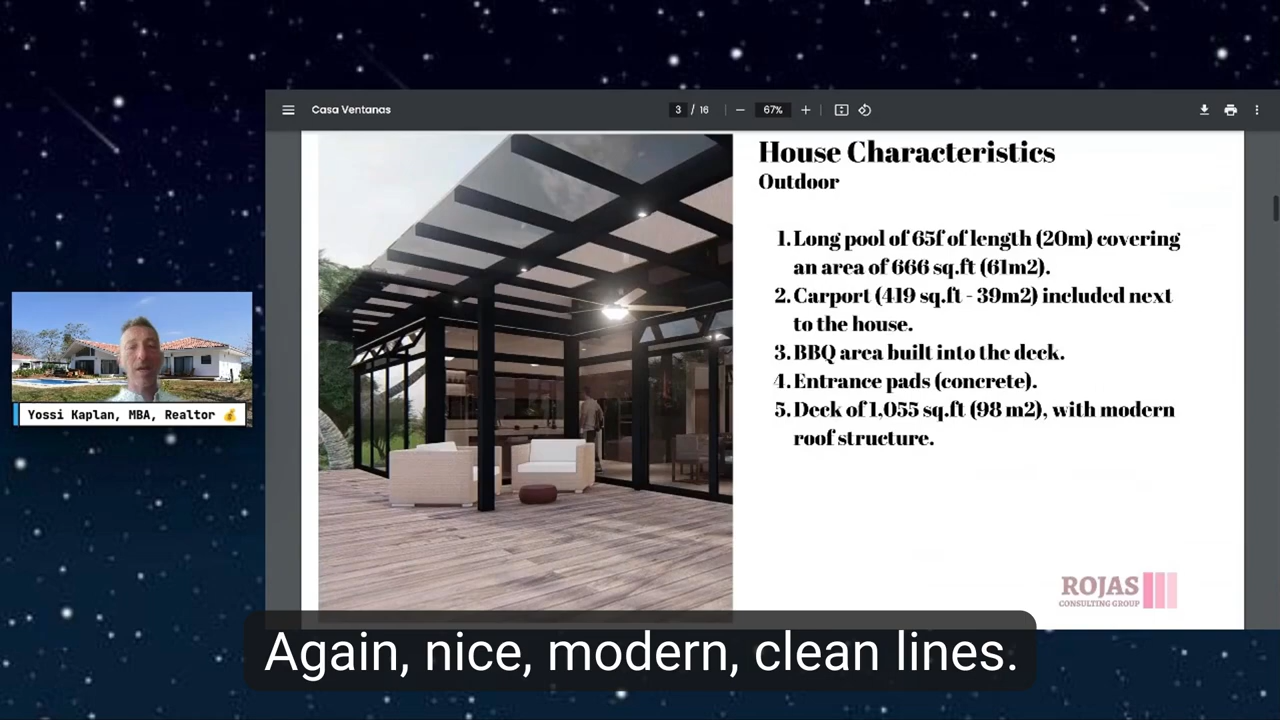 Casa Ventanas
3 / 16
67%
House Characteristics
Outdoor
1. Long pool of 65f of length (20m) covering
an area of 666 sq.ft (61m2).
2. Carport (419 sq.ft - 39m2) included next
to the house.
3. BBQ area built into the deck.
4. Entrance pads (concrete).
5. Deck of 1,055 sq.ft (98 m2), with modern
roof structure.
Yossi Kaplan, MBA, Realtor 💰
ROJAS
CONSULTING GROUP
Again, nice, modern, clean lines.